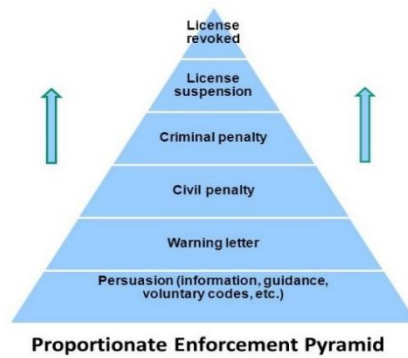 License
revoked
License
suspension
Criminal penalty
Civil penalty
Warning letter
Persuasion (information, guidance,
voluntary codes, etc.)
Proportionate Enforcement Pyramid